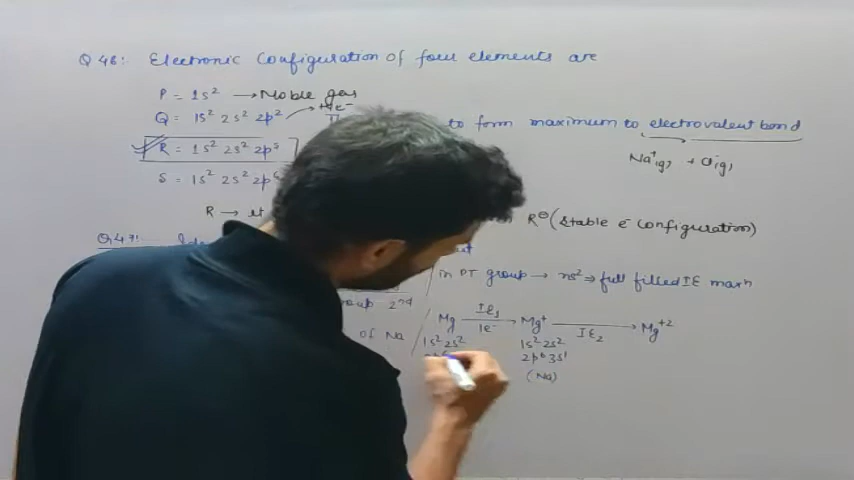 Q 46: Electronic Configuration of four elements are
P = 1s² → Noble gas
Q = 1s² 2s² 2p² +4e⁻
to form maximum to electrovalent bond
R = 1s² 2s² 2p⁵
Na⁺(g) + Cl⁻(g)
S = 1s² 2s² 2p⁶
R → R⊖ (stable e⁻ configuration)
Q.47:
in PT group → ns² ⇒ full filled IE max^n
group 2nd
of Na
Mg —IE₁ 1e⁻→ Mg⁺ —IE₂→ Mg⁺²
1s² 2s² 1s² 2s²
2p⁶ 3s¹
(Na)